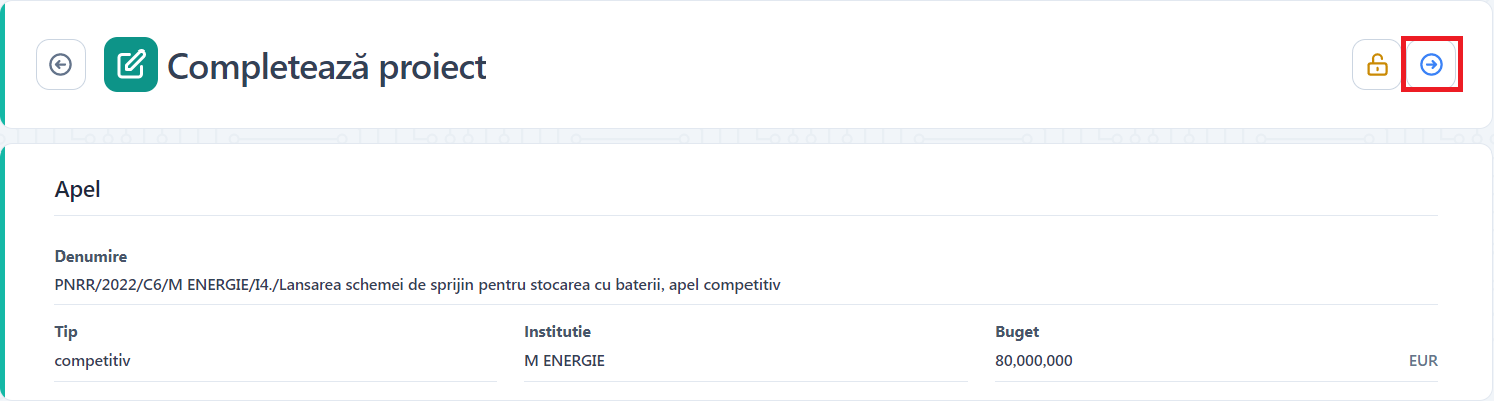 Completează proiect
Apel
Denumire
PNRR/2022/C6/M ENERGIE/I4./Lansarea schemei de sprijin pentru stocarea cu baterii, apel competitiv
Tip
competitiv
Institutie
M ENERGIE
Buget
80,000,000 EUR